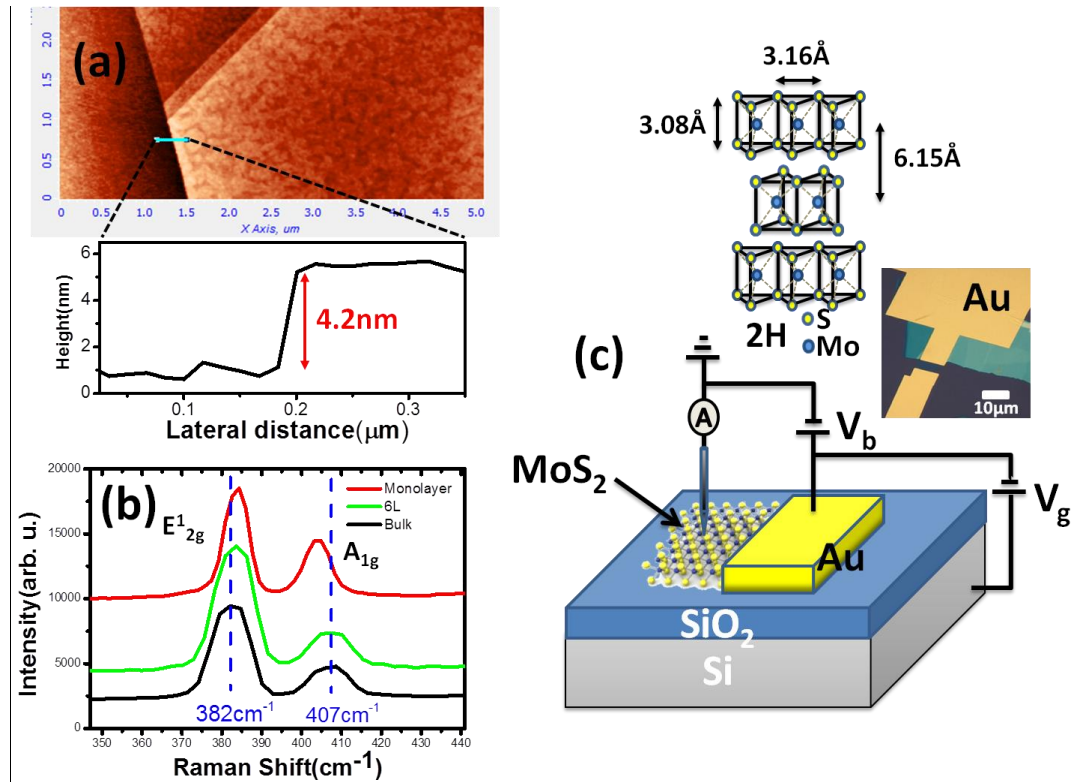 (a)
2.5
2.0
1.5
1.0
0.5
0
0 0.5 1.0 1.5 2.0 2.5 3.0 3.5 4.0 4.5 5.0
X Axis, um
6
4
2
0
Height(nm)
4.2nm
0.1 0.2 0.3
Lateral distance(μm)
(b)
20000
15000
10000
5000
0
Intensity(arb. u.)
E¹₂g
A₁g
Monolayer
6L
Bulk
382cm⁻¹ 407cm⁻¹
350 360 370 380 390 400 410 420 430 440
Raman Shift(cm⁻¹)
3.16Å
3.08Å
6.15Å
2H
S
Mo
Au
10μm
(c)
A
V_b
V_g
MoS₂
Au
SiO₂
Si